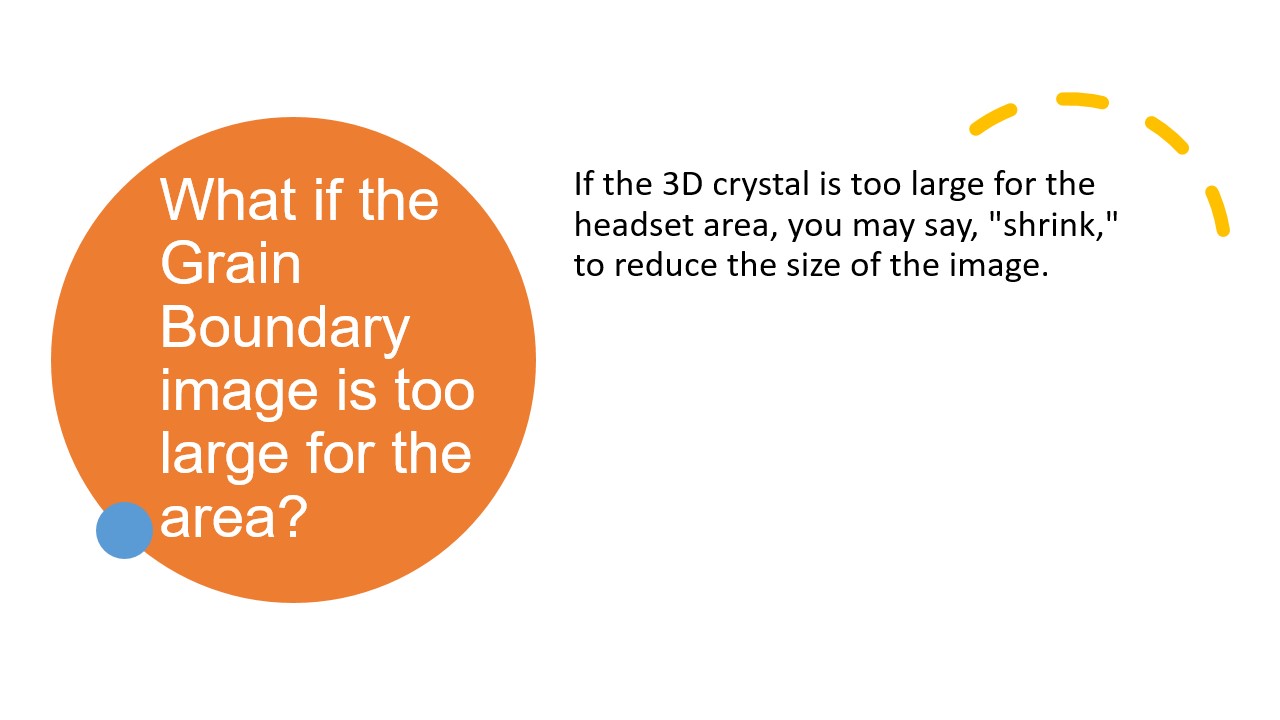 What if the
Grain
Boundary
image is too
large for the
area?
If the 3D crystal is too large for the
headset area, you may say, "shrink,"
to reduce the size of the image.